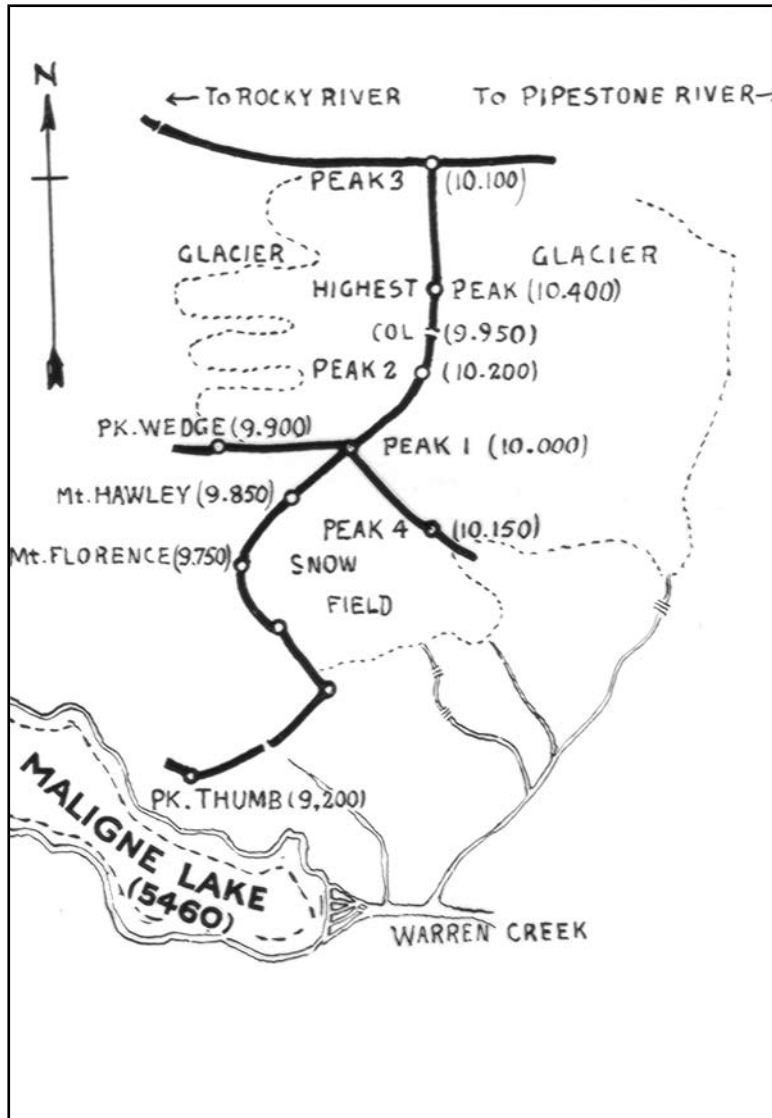 N
← TO ROCKY RIVER TO PIPESTONE RIVER →
PEAK 3 (10.100)
GLACIER GLACIER
HIGHEST PEAK (10.400)
COL (9.950)
PEAK 2 (10.200)
PK. WEDGE (9.900)
PEAK 1 (10.000)
Mt. HAWLEY (9.850)
PEAK 4 (10.150)
Mt. FLORENCE (9.750) SNOW
FIELD
PK. THUMB (9,200)
MALIGNE LAKE
(5460)
WARREN CREEK